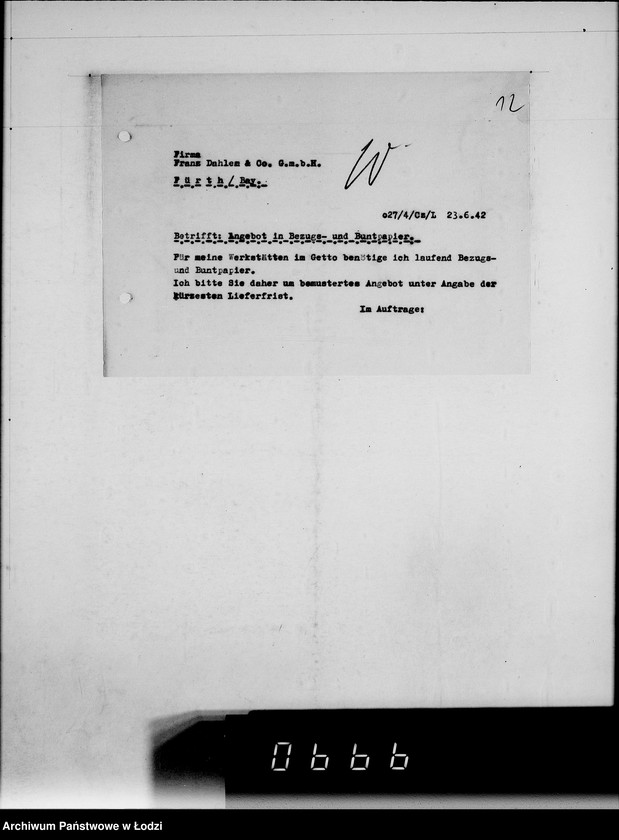 12
Firma
Franz Dahlem & Co. G.m.b.H.
F ü r t h / Bay.
W
027/4/Cm/L 23.6.42
Betrifft: Angebot in Bezugs- und Buntpapier.
Für meine Werkstätten im Getto benötige ich laufend Bezugs-
und Buntpapier.
Ich bitte Sie daher um bemustertes Angebot unter Angabe der
kürzesten Lieferfrist.
Im Auftrage:
0666
Archiwum Państwowe w Łodzi